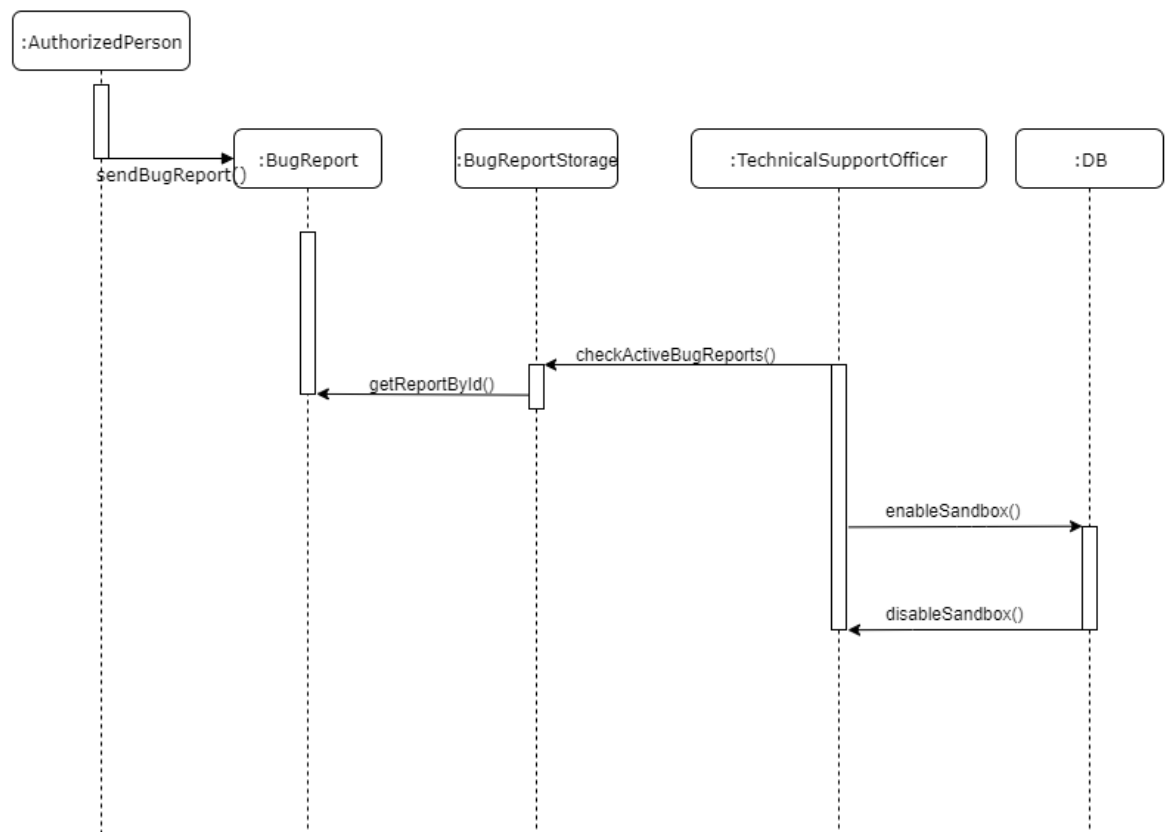 :AuthorizedPerson
:BugReport
:BugReportStorage
:TechnicalSupportOfficer
:DB
sendBugReport()
checkActiveBugReports()
getReportById()
enableSandbox()
disableSandbox()